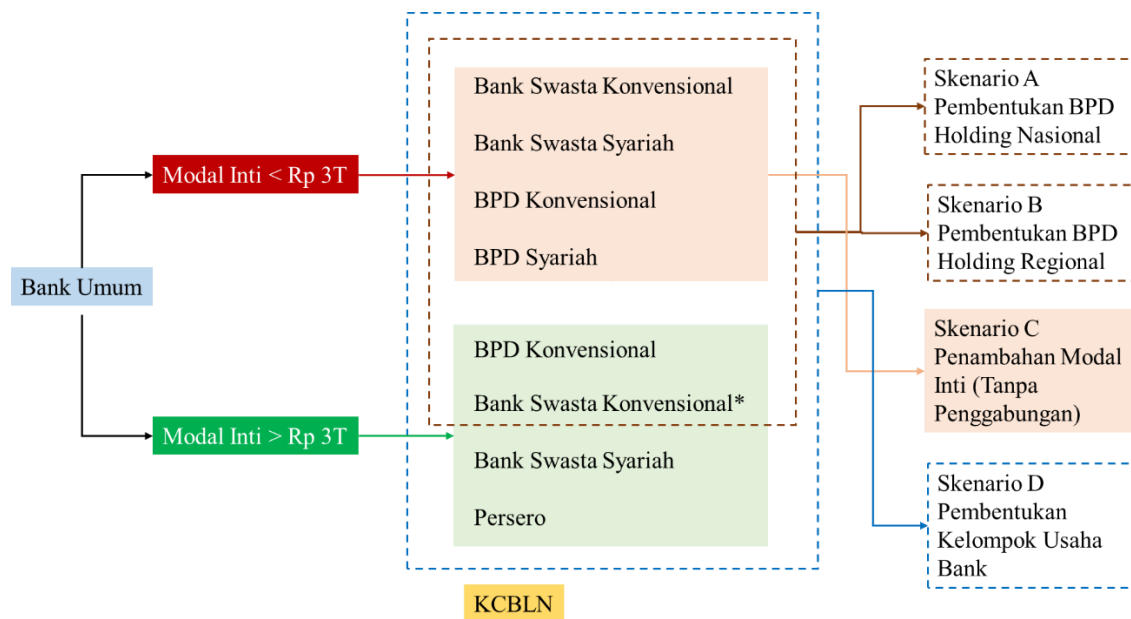 Bank Umum
Modal Inti < Rp 3T
Modal Inti > Rp 3T
Bank Swasta Konvensional
Bank Swasta Syariah
BPD Konvensional
BPD Syariah
BPD Konvensional
Bank Swasta Konvensional*
Bank Swasta Syariah
Persero
KCBLN
Skenario A
Pembentukan BPD
Holding Nasional
Skenario B
Pembentukan BPD
Holding Regional
Skenario C
Penambahan Modal
Inti (Tanpa
Penggabungan)
Skenario D
Pembentukan
Kelompok Usaha
Bank